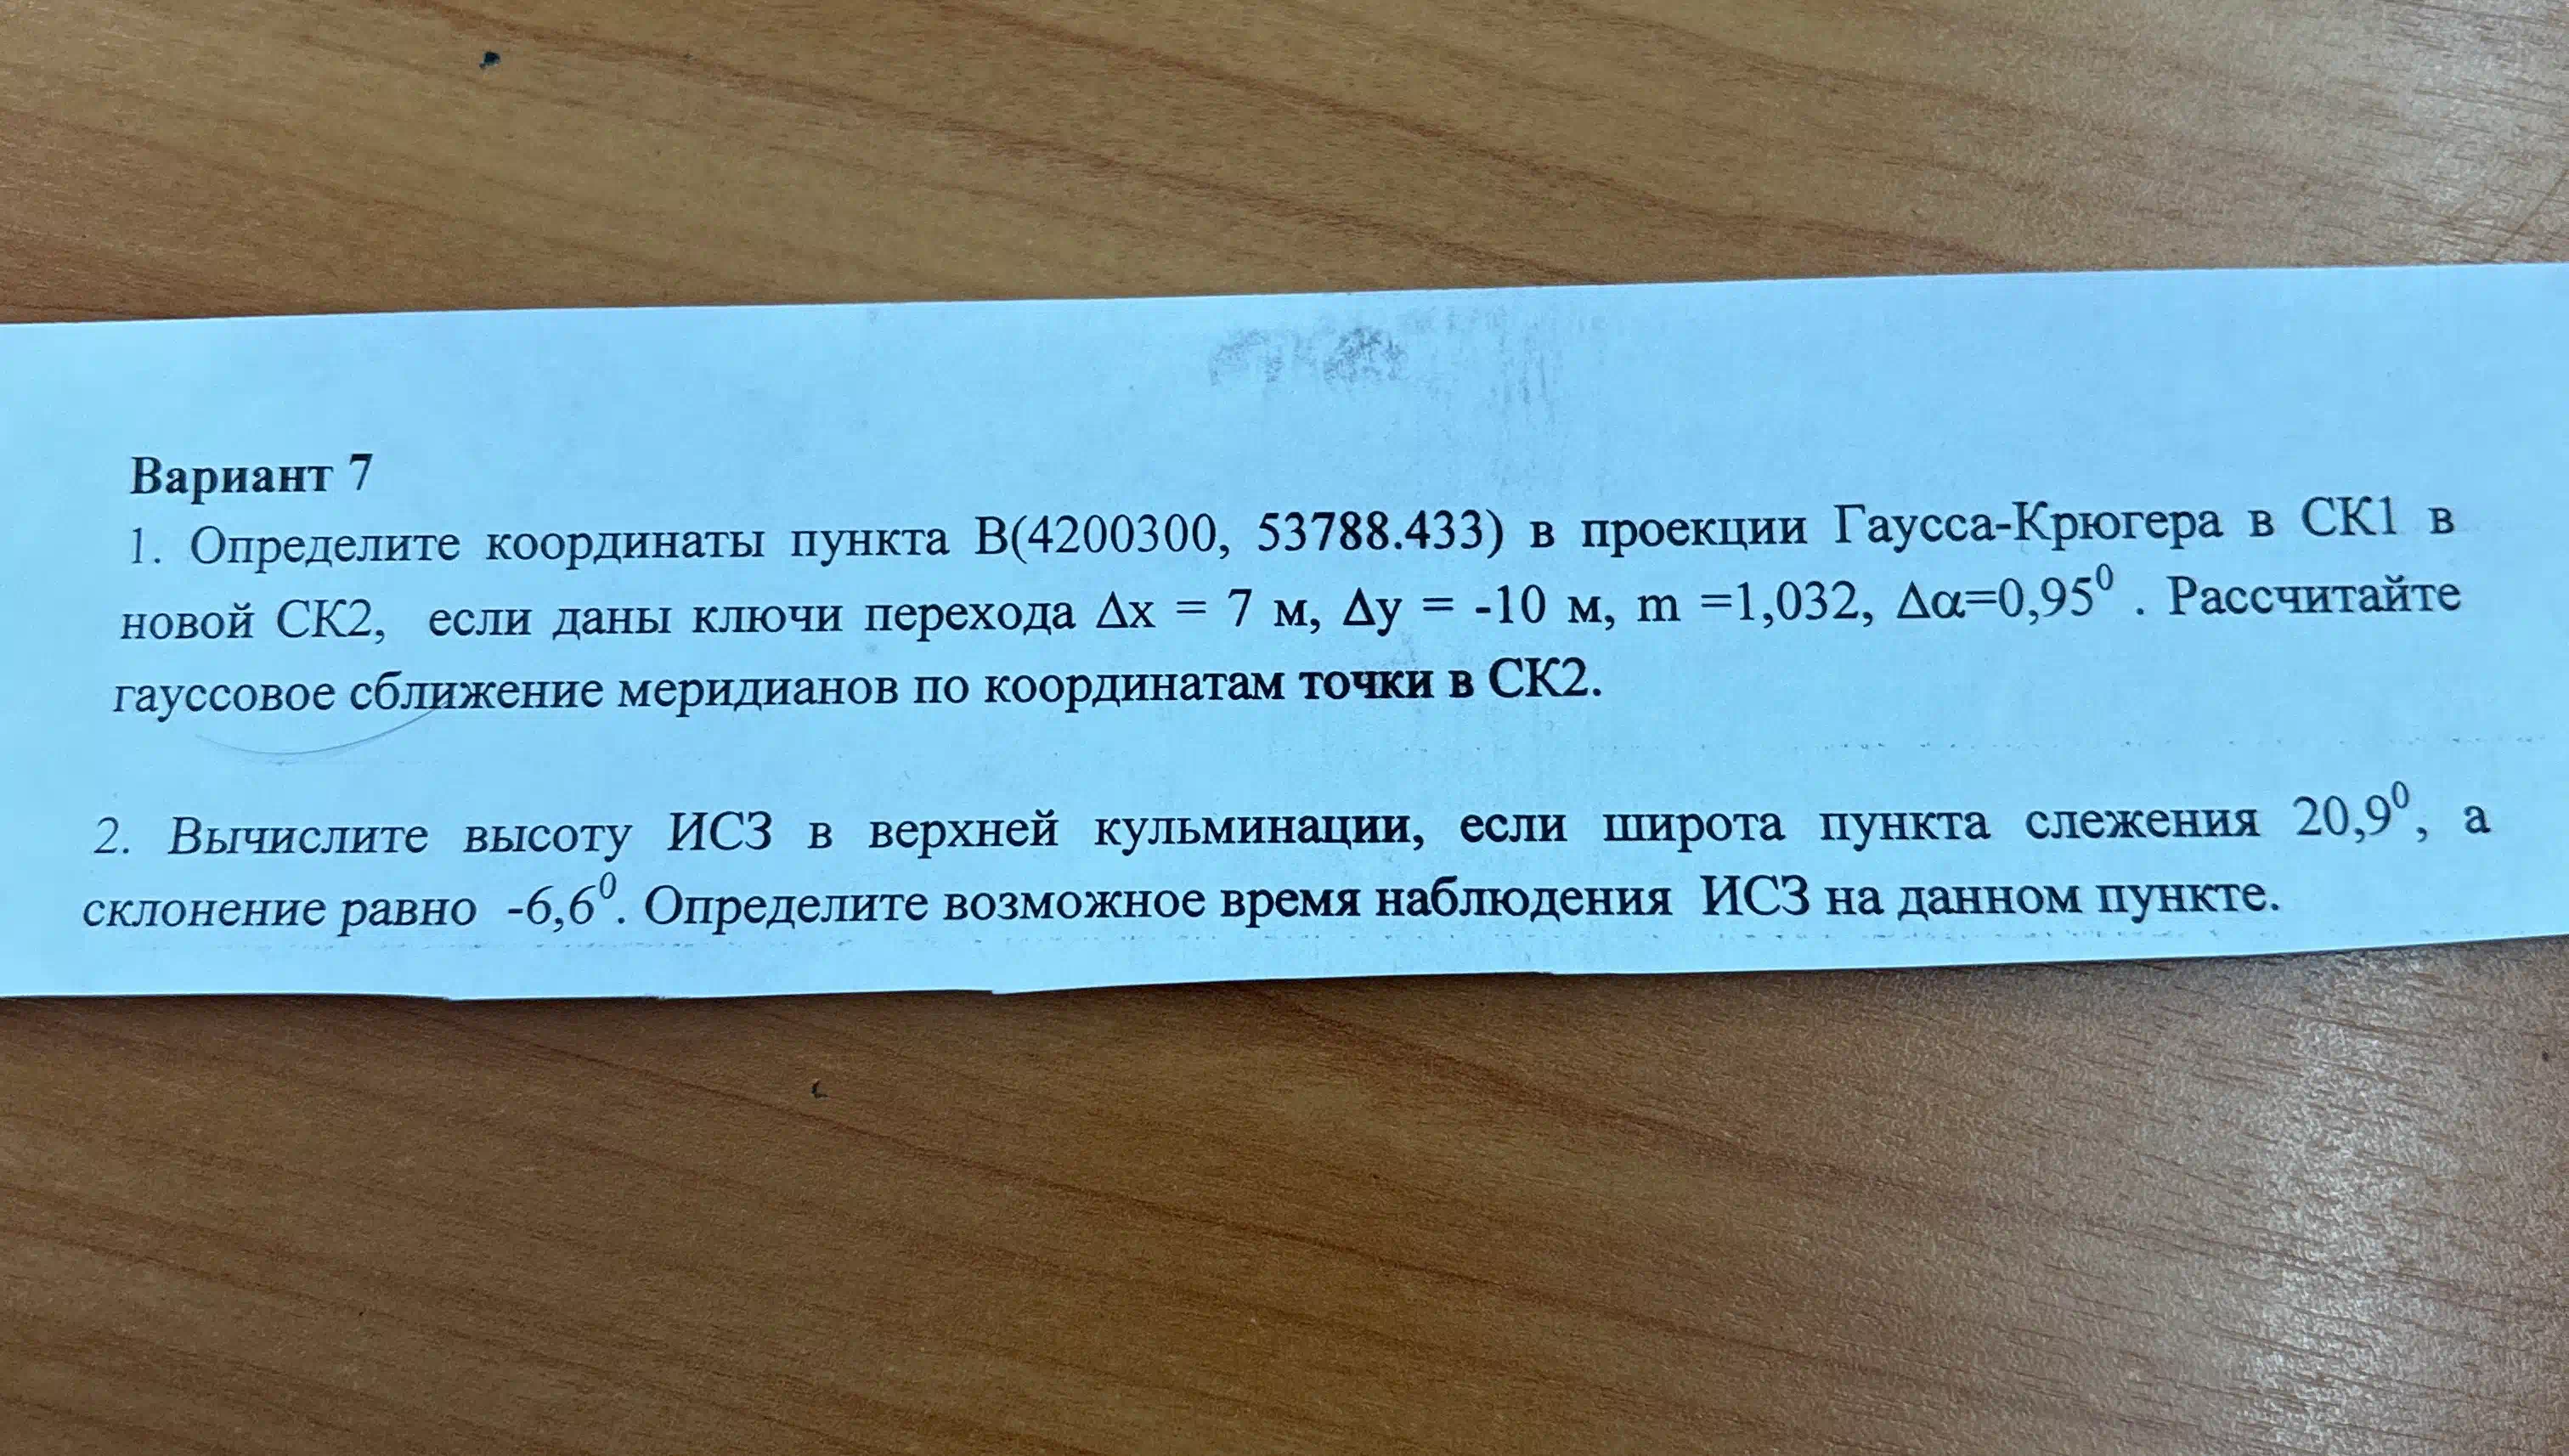 Вариант 7
1. Определите координаты пункта В(4200300, 53788.433) в проекции Гаусса-Крюгера в СК1 в
новой СК2, если даны ключи перехода Δx = 7 м, Δy = -10 м, m =1,032, Δα=0,95⁰ . Рассчитайте
гауссовое сближение меридианов по координатам точки в СК2.
2. Вычислите высоту ИСЗ в верхней кульминации, если широта пункта слежения 20,9⁰, а
склонение равно -6,6⁰. Определите возможное время наблюдения ИСЗ на данном пункте.